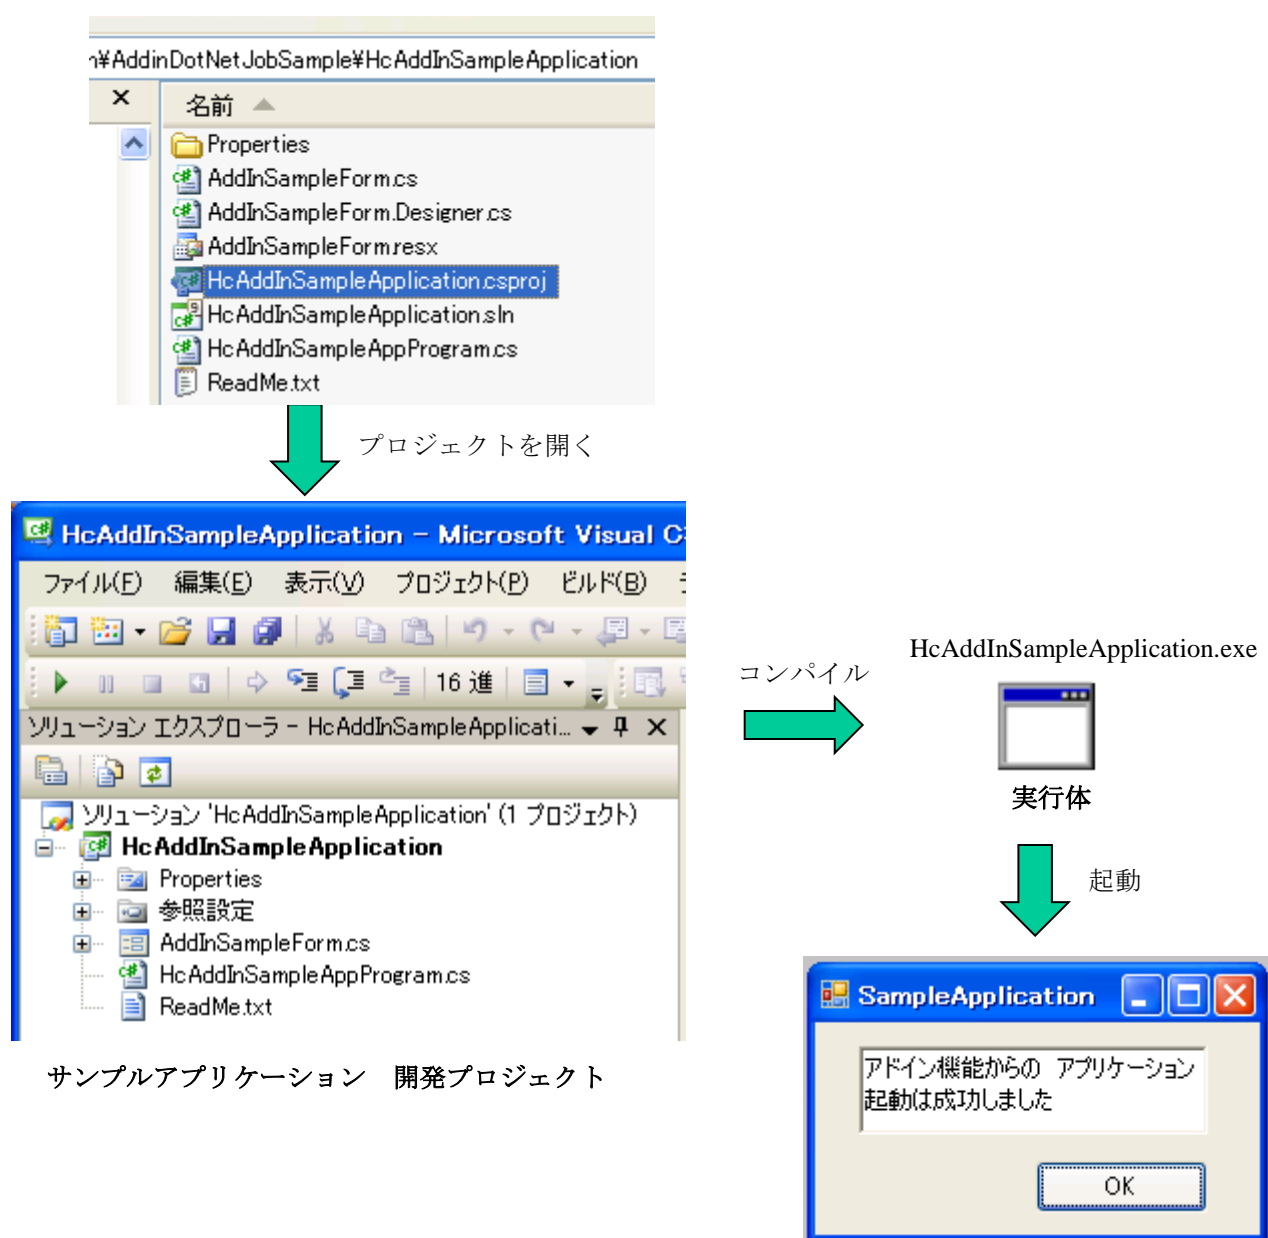 n¥AddinDotNetJobSample¥HcAddInSampleApplication
名前
Properties
AddInSampleForm.cs
AddInSampleForm.Designer.cs
AddInSampleForm.resx
HcAddInSampleApplication.csproj
HcAddInSampleApplication.sln
HcAddInSampleAppProgram.cs
ReadMe.txt
プロジェクトを開く
HcAddInSampleApplication - Microsoft Visual C
ファイル(F) 編集(E) 表示(V) プロジェクト(P) ビルド(B)
16 進
ソリューション エクスプローラ - HcAddInSampleApplicati...
ソリューション 'HcAddInSampleApplication' (1 プロジェクト)
HcAddInSampleApplication
Properties
参照設定
AddInSampleForm.cs
HcAddInSampleAppProgram.cs
ReadMe.txt
サンプルアプリケーション 開発プロジェクト
コンパイル
HcAddInSampleApplication.exe
実行体
起動
SampleApplication
アドイン機能からの アプリケーション
起動は成功しました
OK